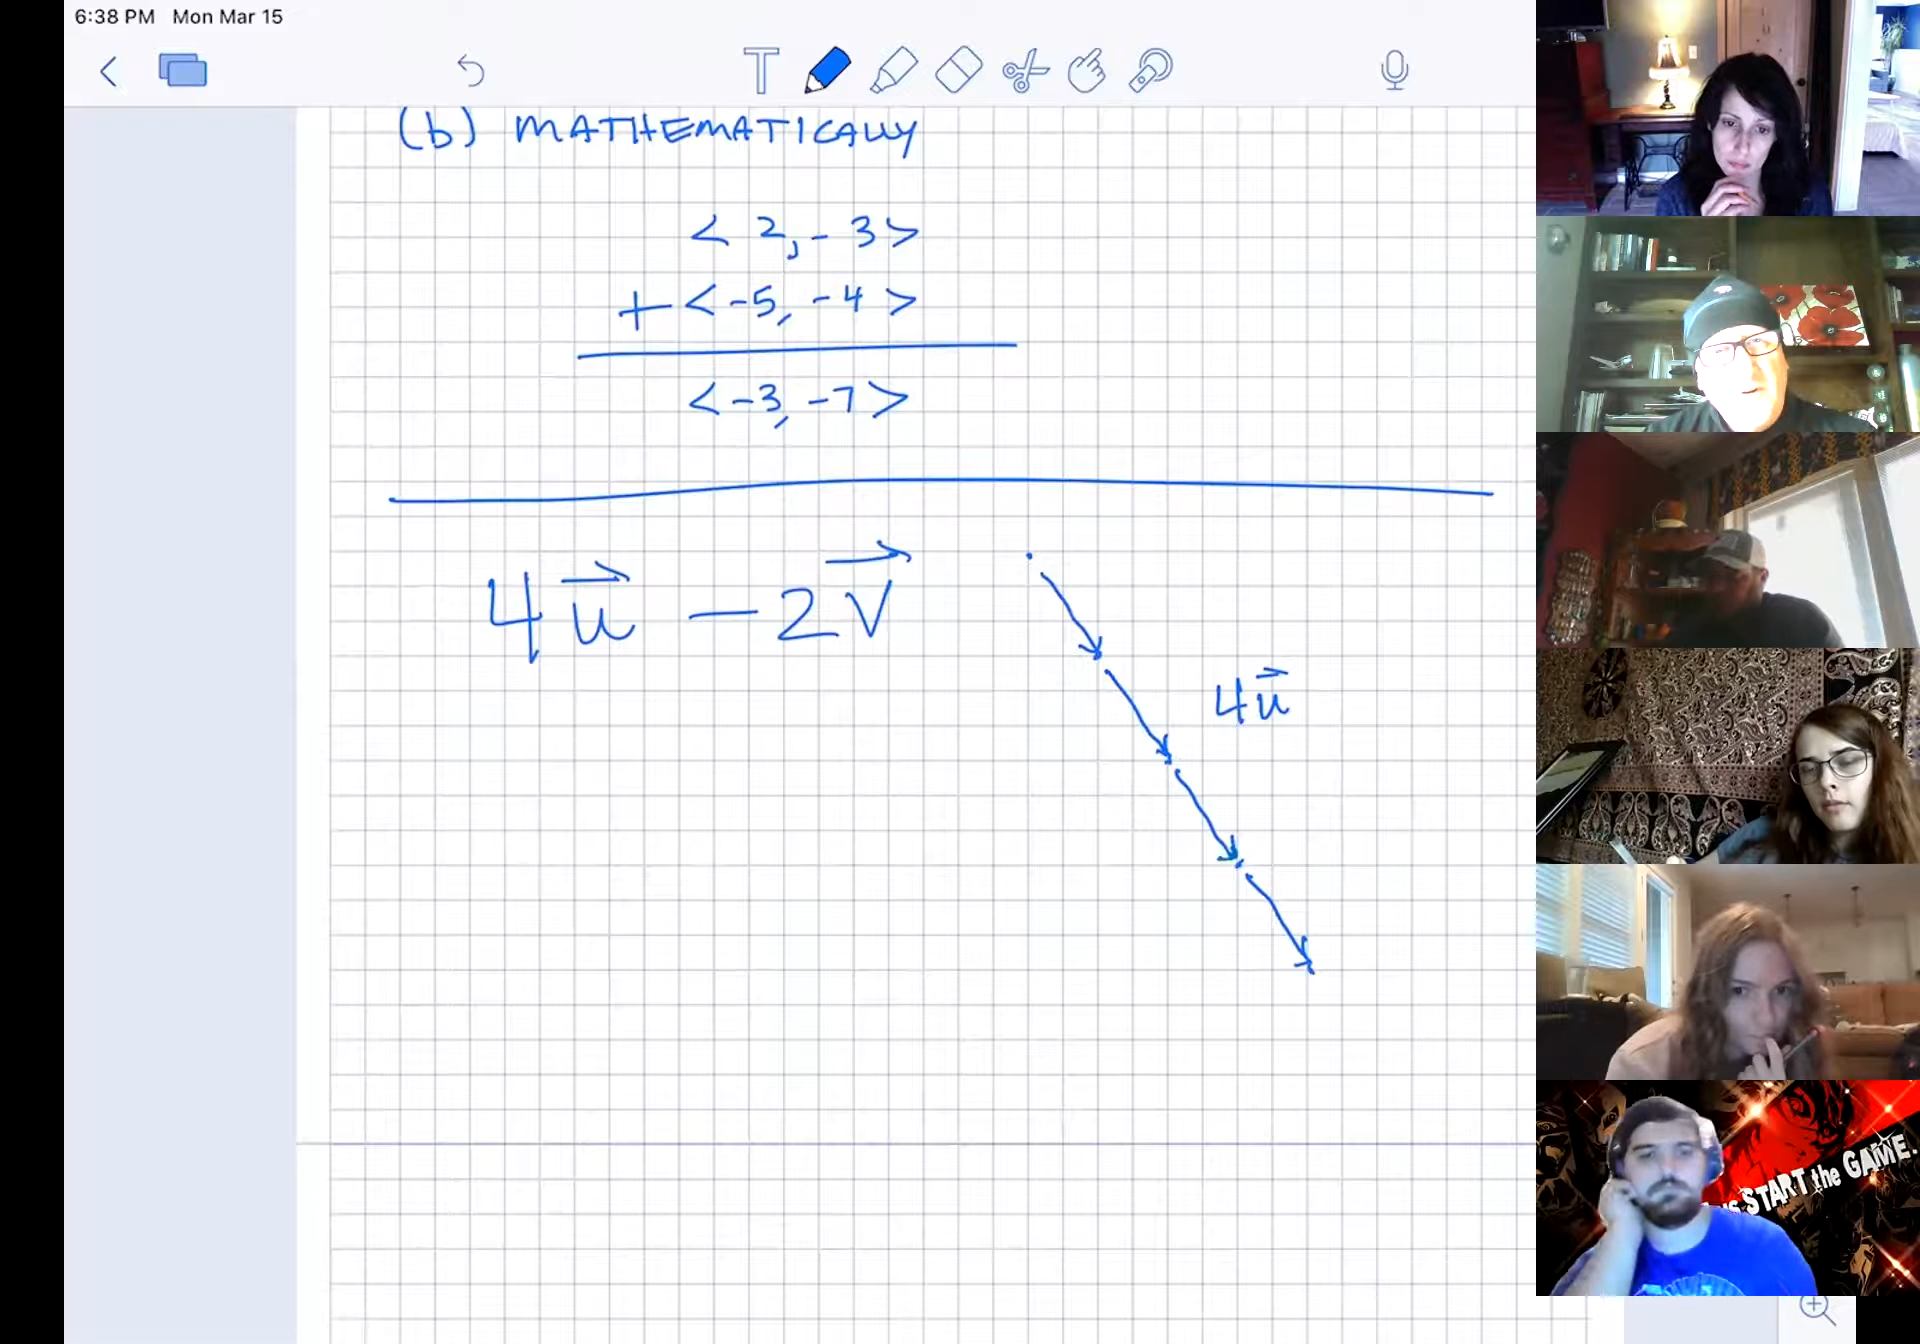 6:38 PM Mon Mar 15
(b) MATHEMATICALLY
< 2, -3 >
+ < -5, -4 >
< -3, -7 >
4u⃗ - 2v⃗
4u⃗
START the GAME.